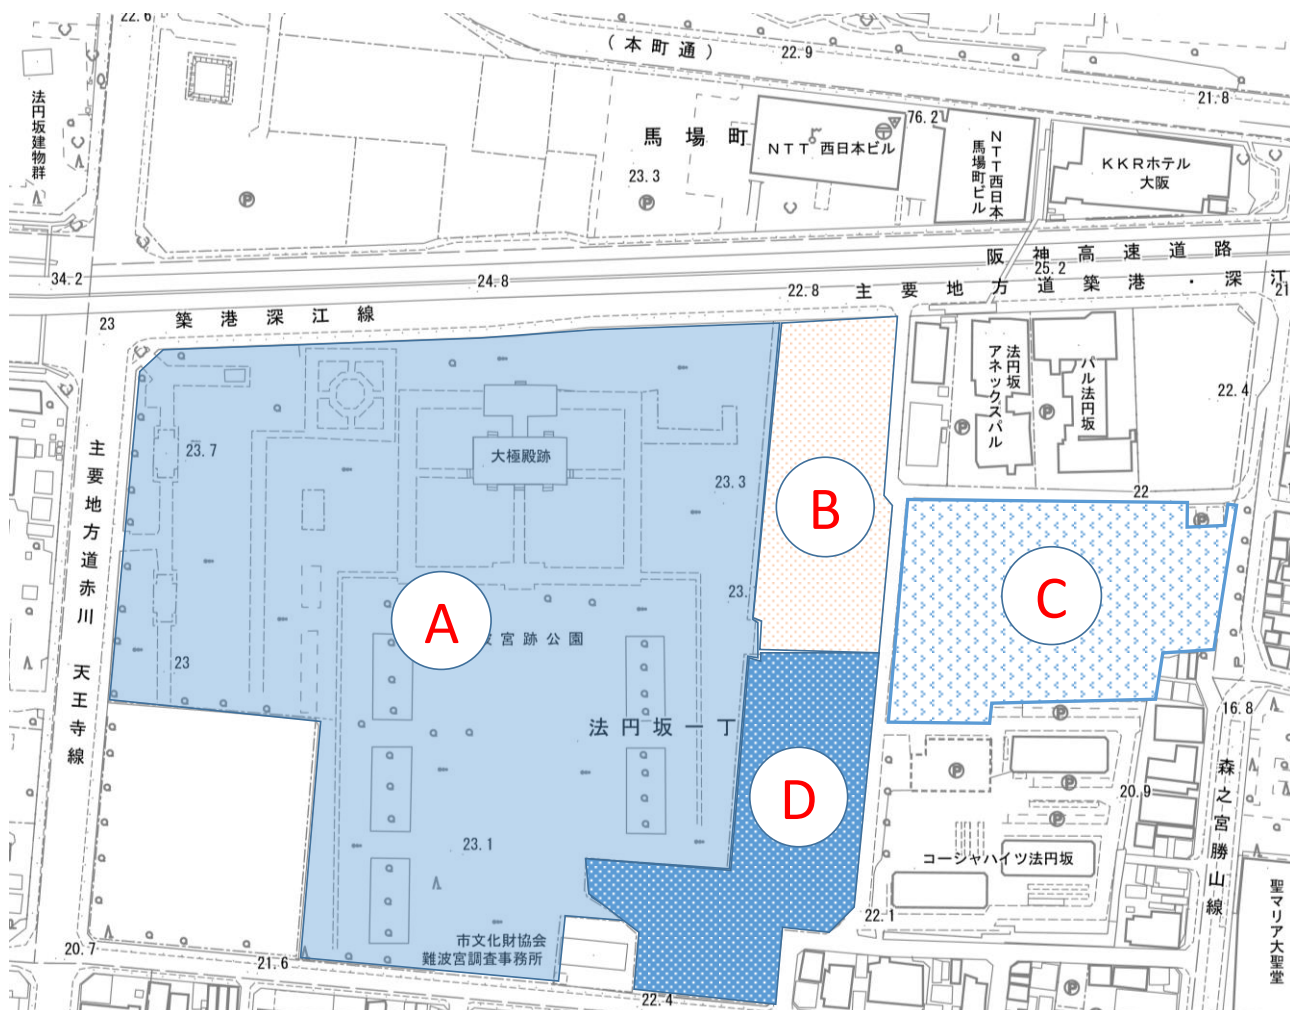 22.6
(本町通)
22.9
21.8
法円坂建物群
馬場町
23.3
NTT 西日本ビル
76.2
NTT西日本
馬場町ビル
KKRホテル
大阪
34.2
24.8
22.8
阪神高速道路
25.2
主要地方道築港・深江
21
23
築港深江線
法円坂
アネックスパル
パル法円坂
22.4
主要地方道赤川 天王寺線
23.7
大極殿跡
23.3
B
22
A
宮跡公園
23.
C
23
法円坂一丁
16.8
D
森之宮勝山線
20.9
23.1
コーシャハイツ法円坂
22.1
聖マリア大聖堂
市文化財協会
難波宮調査事務所
20.7
21.6
22.4